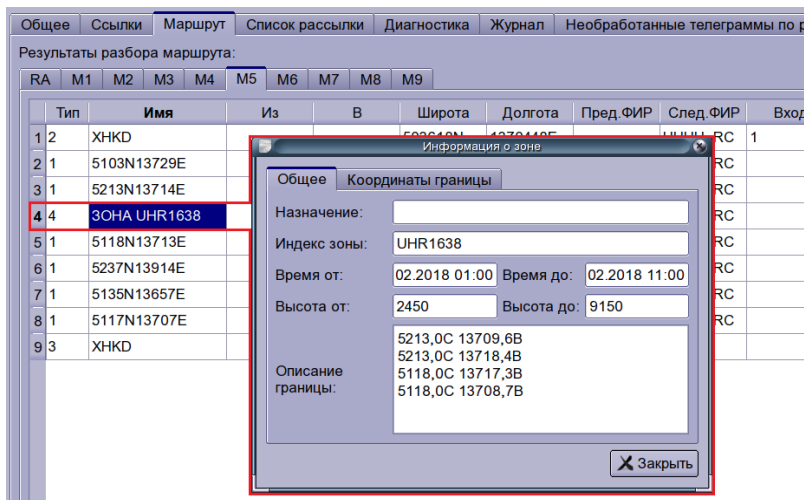 Общее Ссылки Маршрут Список рассылки Диагностика Журнал Необработанные телеграммы по
Результаты разбора маршрута:
RA M1 M2 M3 M4 M5 M6 M7 M8 M9
Тип Имя Из В Широта Долгота Пред.ФИР След.ФИР Вход
1 2 XHKD RC 1
Информация о зоне
2 1 5103N13729E RC
Общее Координаты границы
3 1 5213N13714E RC
4 4 ЗОНА UHR1638 RC
Назначение:
5 1 5118N13713E RC
Индекс зоны: UHR1638
6 1 5237N13914E RC
Время от: 02.2018 01:00 Время до: 02.2018 11:00
7 1 5135N13657E RC
Высота от: 2450 Высота до: 9150
8 1 5117N13707E RC
9 3 XHKD
Описание границы:
5213,0С 13709,6В
5213,0С 13718,4В
5118,0С 13717,3В
5118,0С 13708,7В
Закрыть